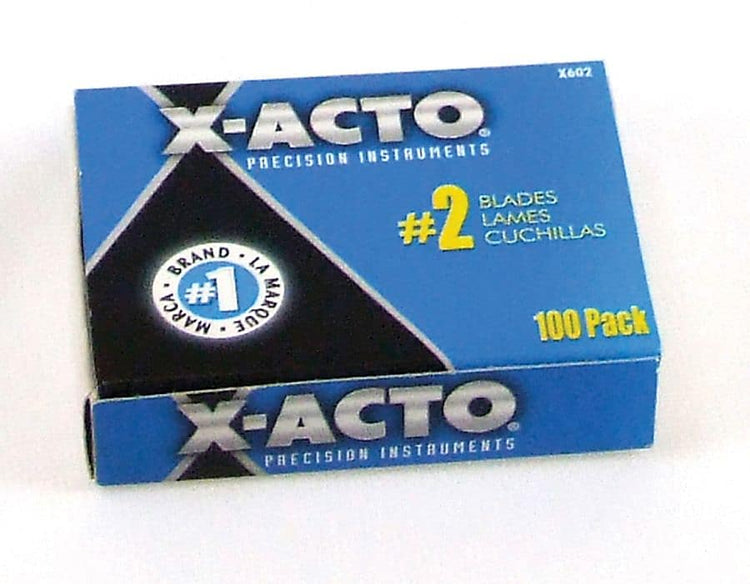 X602
X-ACTO®
PRECISION INSTRUMENTS
#2 BLADES
LAMES
CUCHILLAS
BRAND · LA MARQUE · MARCA ·
#1
100 Pack
X-ACTO®
PRECISION INSTRUMENTS